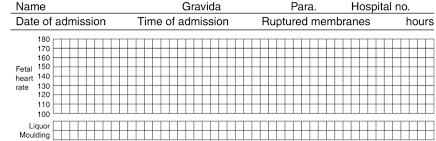 Name Gravida Para. Hospital no.
Date of admission Time of admission Ruptured membranes hours
180
170
160
Fetal 150
heart 140
rate 130
120
110
100
Liquor
Moulding